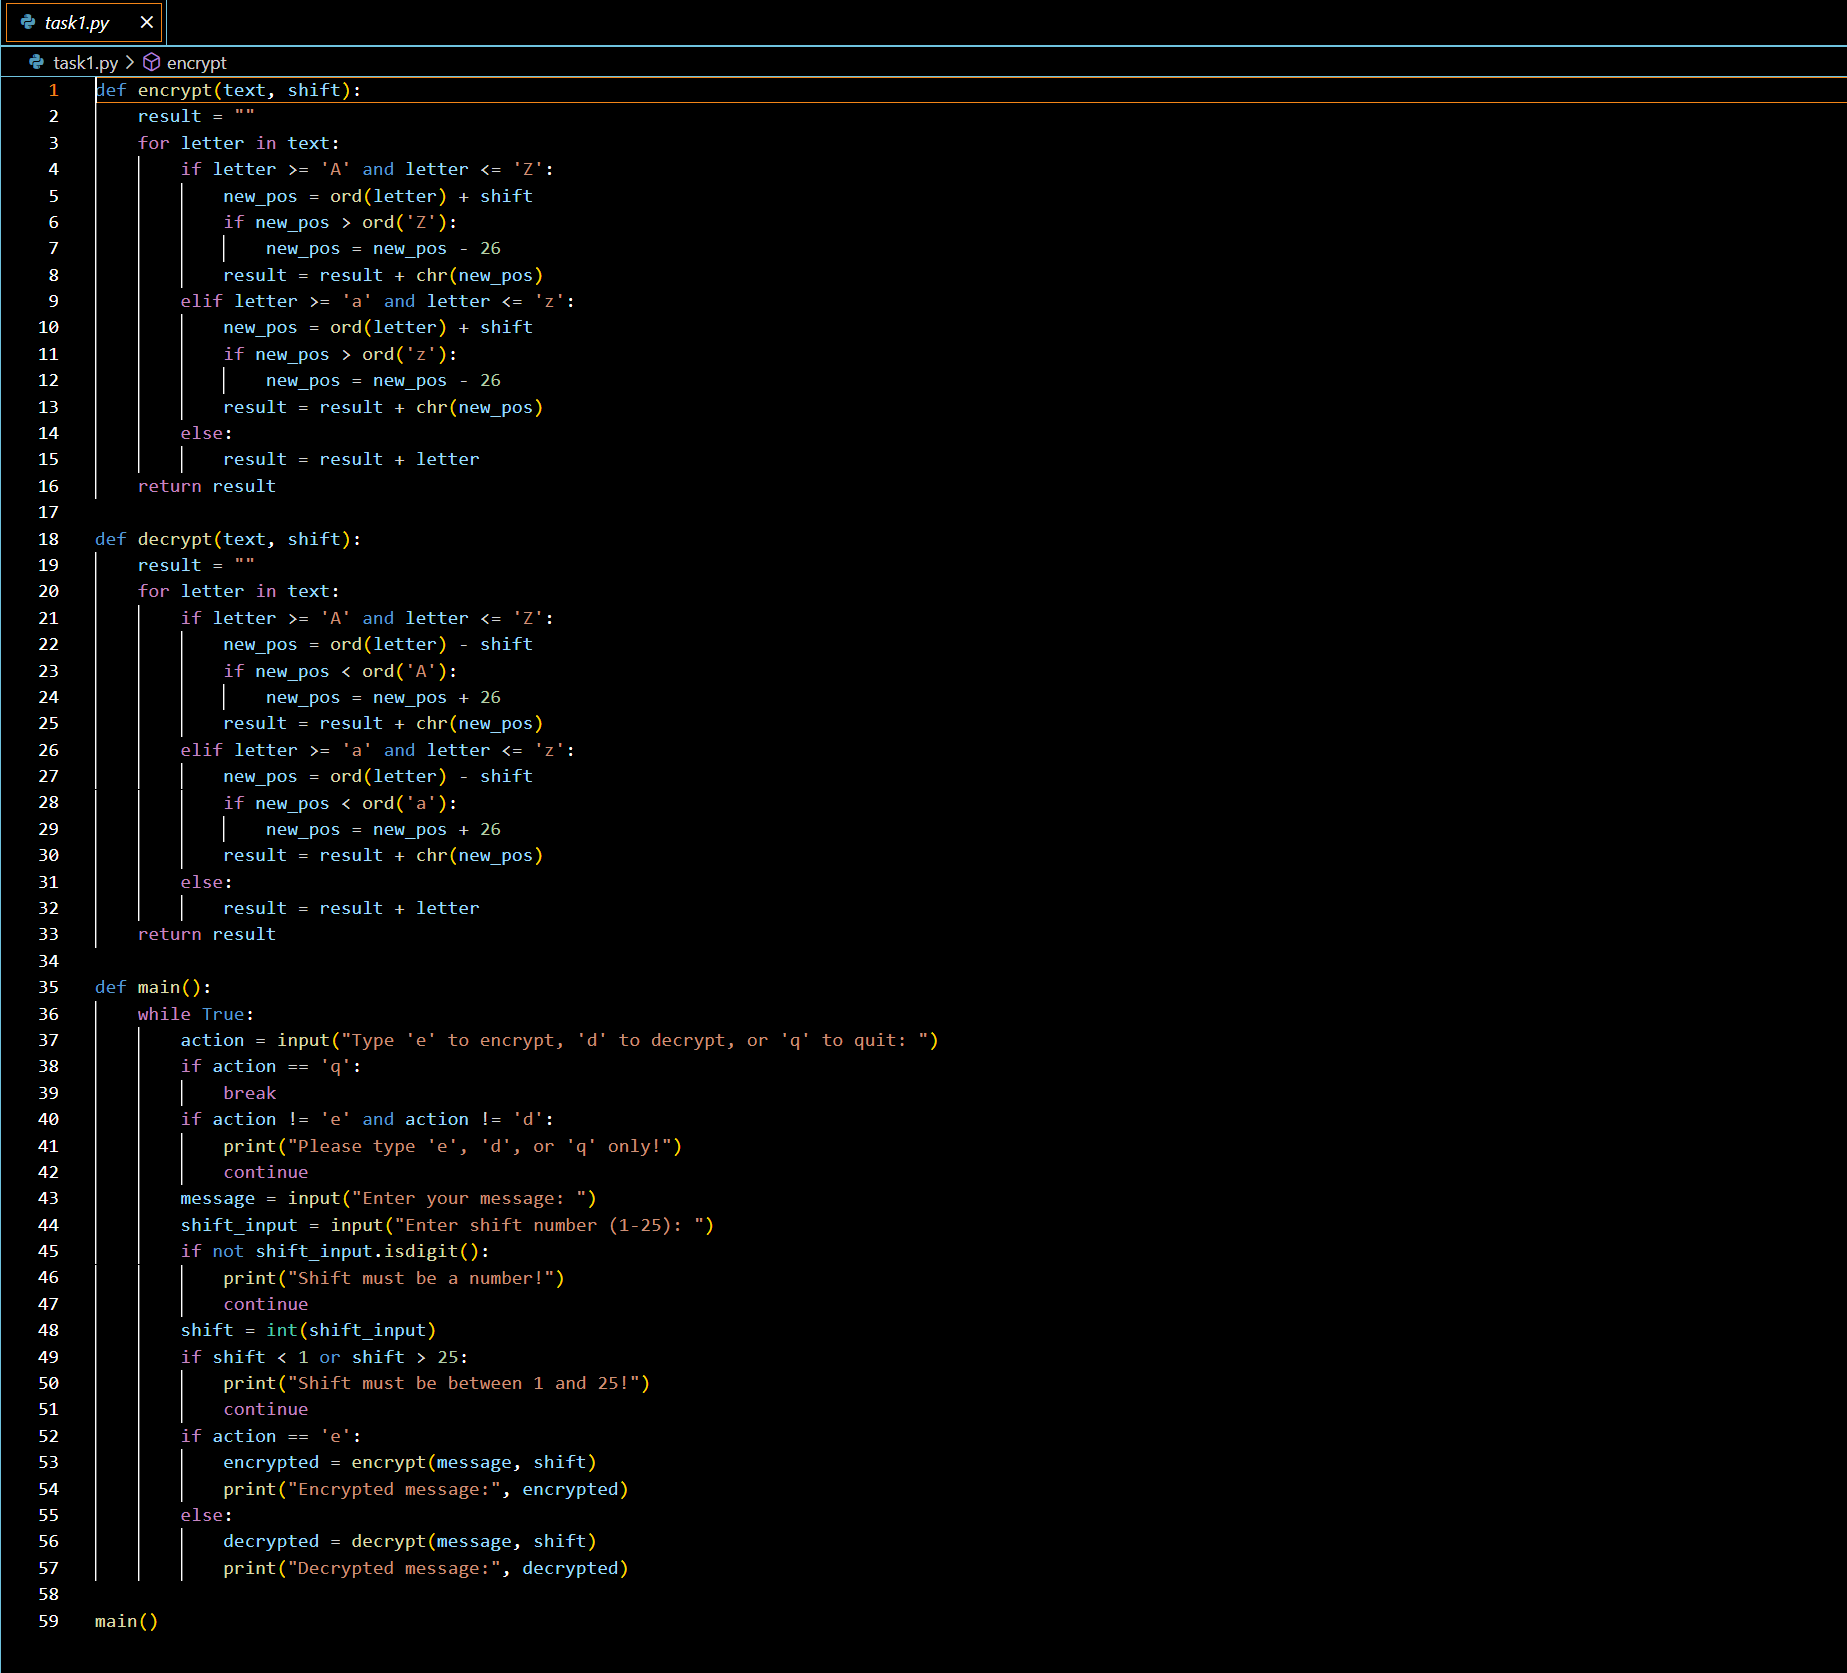 task1.py
task1.py > encrypt
1 def encrypt(text, shift):
2     result = ""
3     for letter in text:
4         if letter >= 'A' and letter <= 'Z':
5             new_pos = ord(letter) + shift
6             if new_pos > ord('Z'):
7                 new_pos = new_pos - 26
8             result = result + chr(new_pos)
9         elif letter >= 'a' and letter <= 'z':
10             new_pos = ord(letter) + shift
11             if new_pos > ord('z'):
12                 new_pos = new_pos - 26
13             result = result + chr(new_pos)
14         else:
15             result = result + letter
16     return result
17
18 def decrypt(text, shift):
19     result = ""
20     for letter in text:
21         if letter >= 'A' and letter <= 'Z':
22             new_pos = ord(letter) - shift
23             if new_pos < ord('A'):
24                 new_pos = new_pos + 26
25             result = result + chr(new_pos)
26         elif letter >= 'a' and letter <= 'z':
27             new_pos = ord(letter) - shift
28             if new_pos < ord('a'):
29                 new_pos = new_pos + 26
30             result = result + chr(new_pos)
31         else:
32             result = result + letter
33     return result
34
35 def main():
36     while True:
37         action = input("Type 'e' to encrypt, 'd' to decrypt, or 'q' to quit: ")
38         if action == 'q':
39             break
40         if action != 'e' and action != 'd':
41             print("Please type 'e', 'd', or 'q' only!")
42             continue
43         message = input("Enter your message: ")
44         shift_input = input("Enter shift number (1-25): ")
45         if not shift_input.isdigit():
46             print("Shift must be a number!")
47             continue
48         shift = int(shift_input)
49         if shift < 1 or shift > 25:
50             print("Shift must be between 1 and 25!")
51             continue
52         if action == 'e':
53             encrypted = encrypt(message, shift)
54             print("Encrypted message:", encrypted)
55         else:
56             decrypted = decrypt(message, shift)
57             print("Decrypted message:", decrypted)
58
59 main()